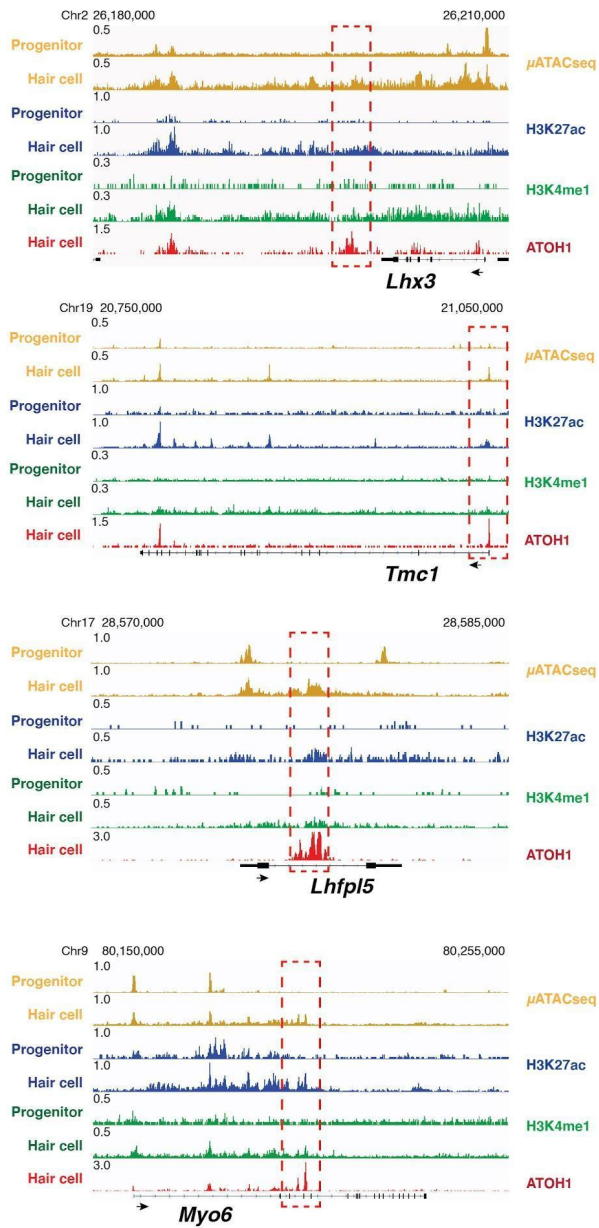 Chr2 26,180,000 26,210,000
0.5
Progenitor
0.5
µATACseq
Hair cell
1.0
Progenitor
1.0
H3K27ac
Hair cell
0.3
Progenitor
0.3
H3K4me1
Hair cell
1.5
Hair cell ATOH1
Lhx3
Chr19 20,750,000 21,050,000
0.5
Progenitor
0.5
µATACseq
Hair cell
1.0
Progenitor
1.0
H3K27ac
Hair cell
0.3
Progenitor
0.3
H3K4me1
Hair cell
1.5
Hair cell ATOH1
Tmc1
Chr17 28,570,000 28,585,000
1.0
Progenitor
1.0
µATACseq
Hair cell
0.5
Progenitor
0.5
H3K27ac
Hair cell
0.5
Progenitor
0.5
H3K4me1
Hair cell
3.0
Hair cell ATOH1
Lhfpl5
Chr9 80,150,000 80,255,000
1.0
Progenitor
1.0
µATACseq
Hair cell
1.0
Progenitor
1.0
H3K27ac
Hair cell
0.5
Progenitor
0.5
H3K4me1
Hair cell
3.0
Hair cell ATOH1
Myo6